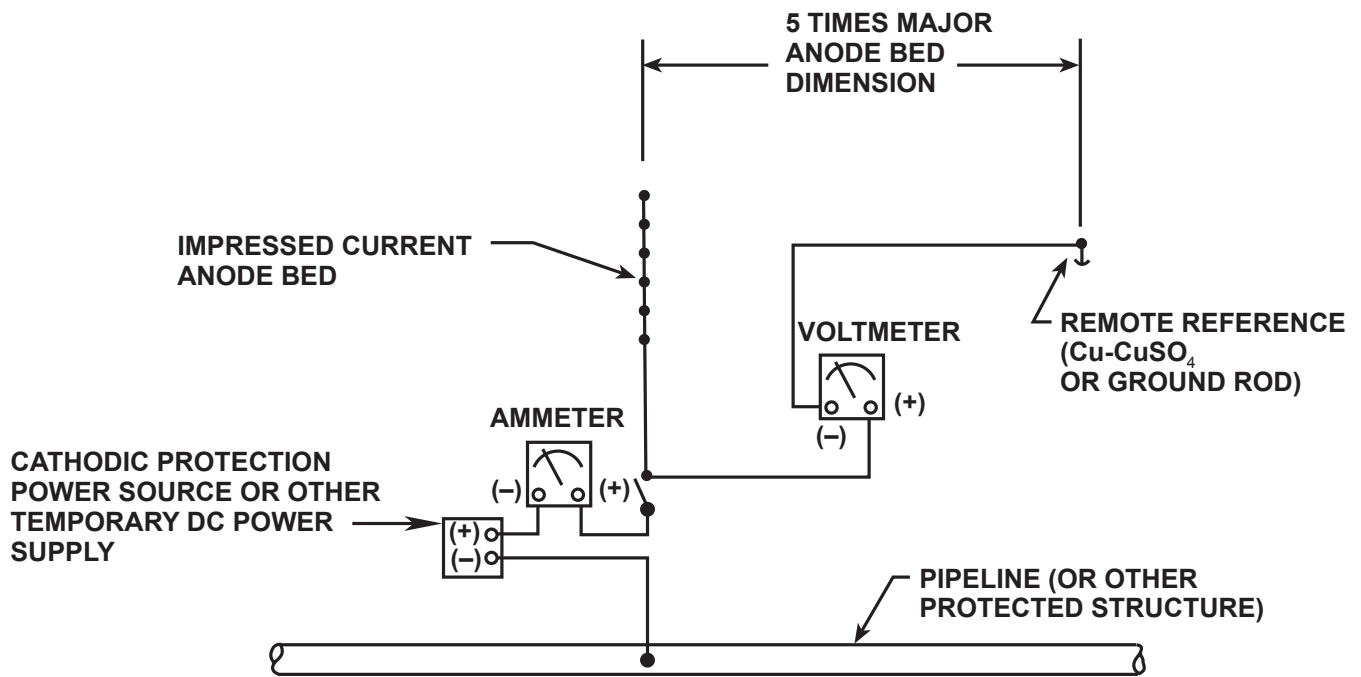 5 TIMES MAJOR
ANODE BED
DIMENSION
IMPRESSED CURRENT
ANODE BED
VOLTMETER
(+)
(–)
REMOTE REFERENCE
(Cu-CuSO₄
OR GROUND ROD)
AMMETER
(–)
(+)
CATHODIC PROTECTION
POWER SOURCE OR OTHER
TEMPORARY DC POWER
SUPPLY
(+)
(–)
PIPELINE (OR OTHER
PROTECTED STRUCTURE)